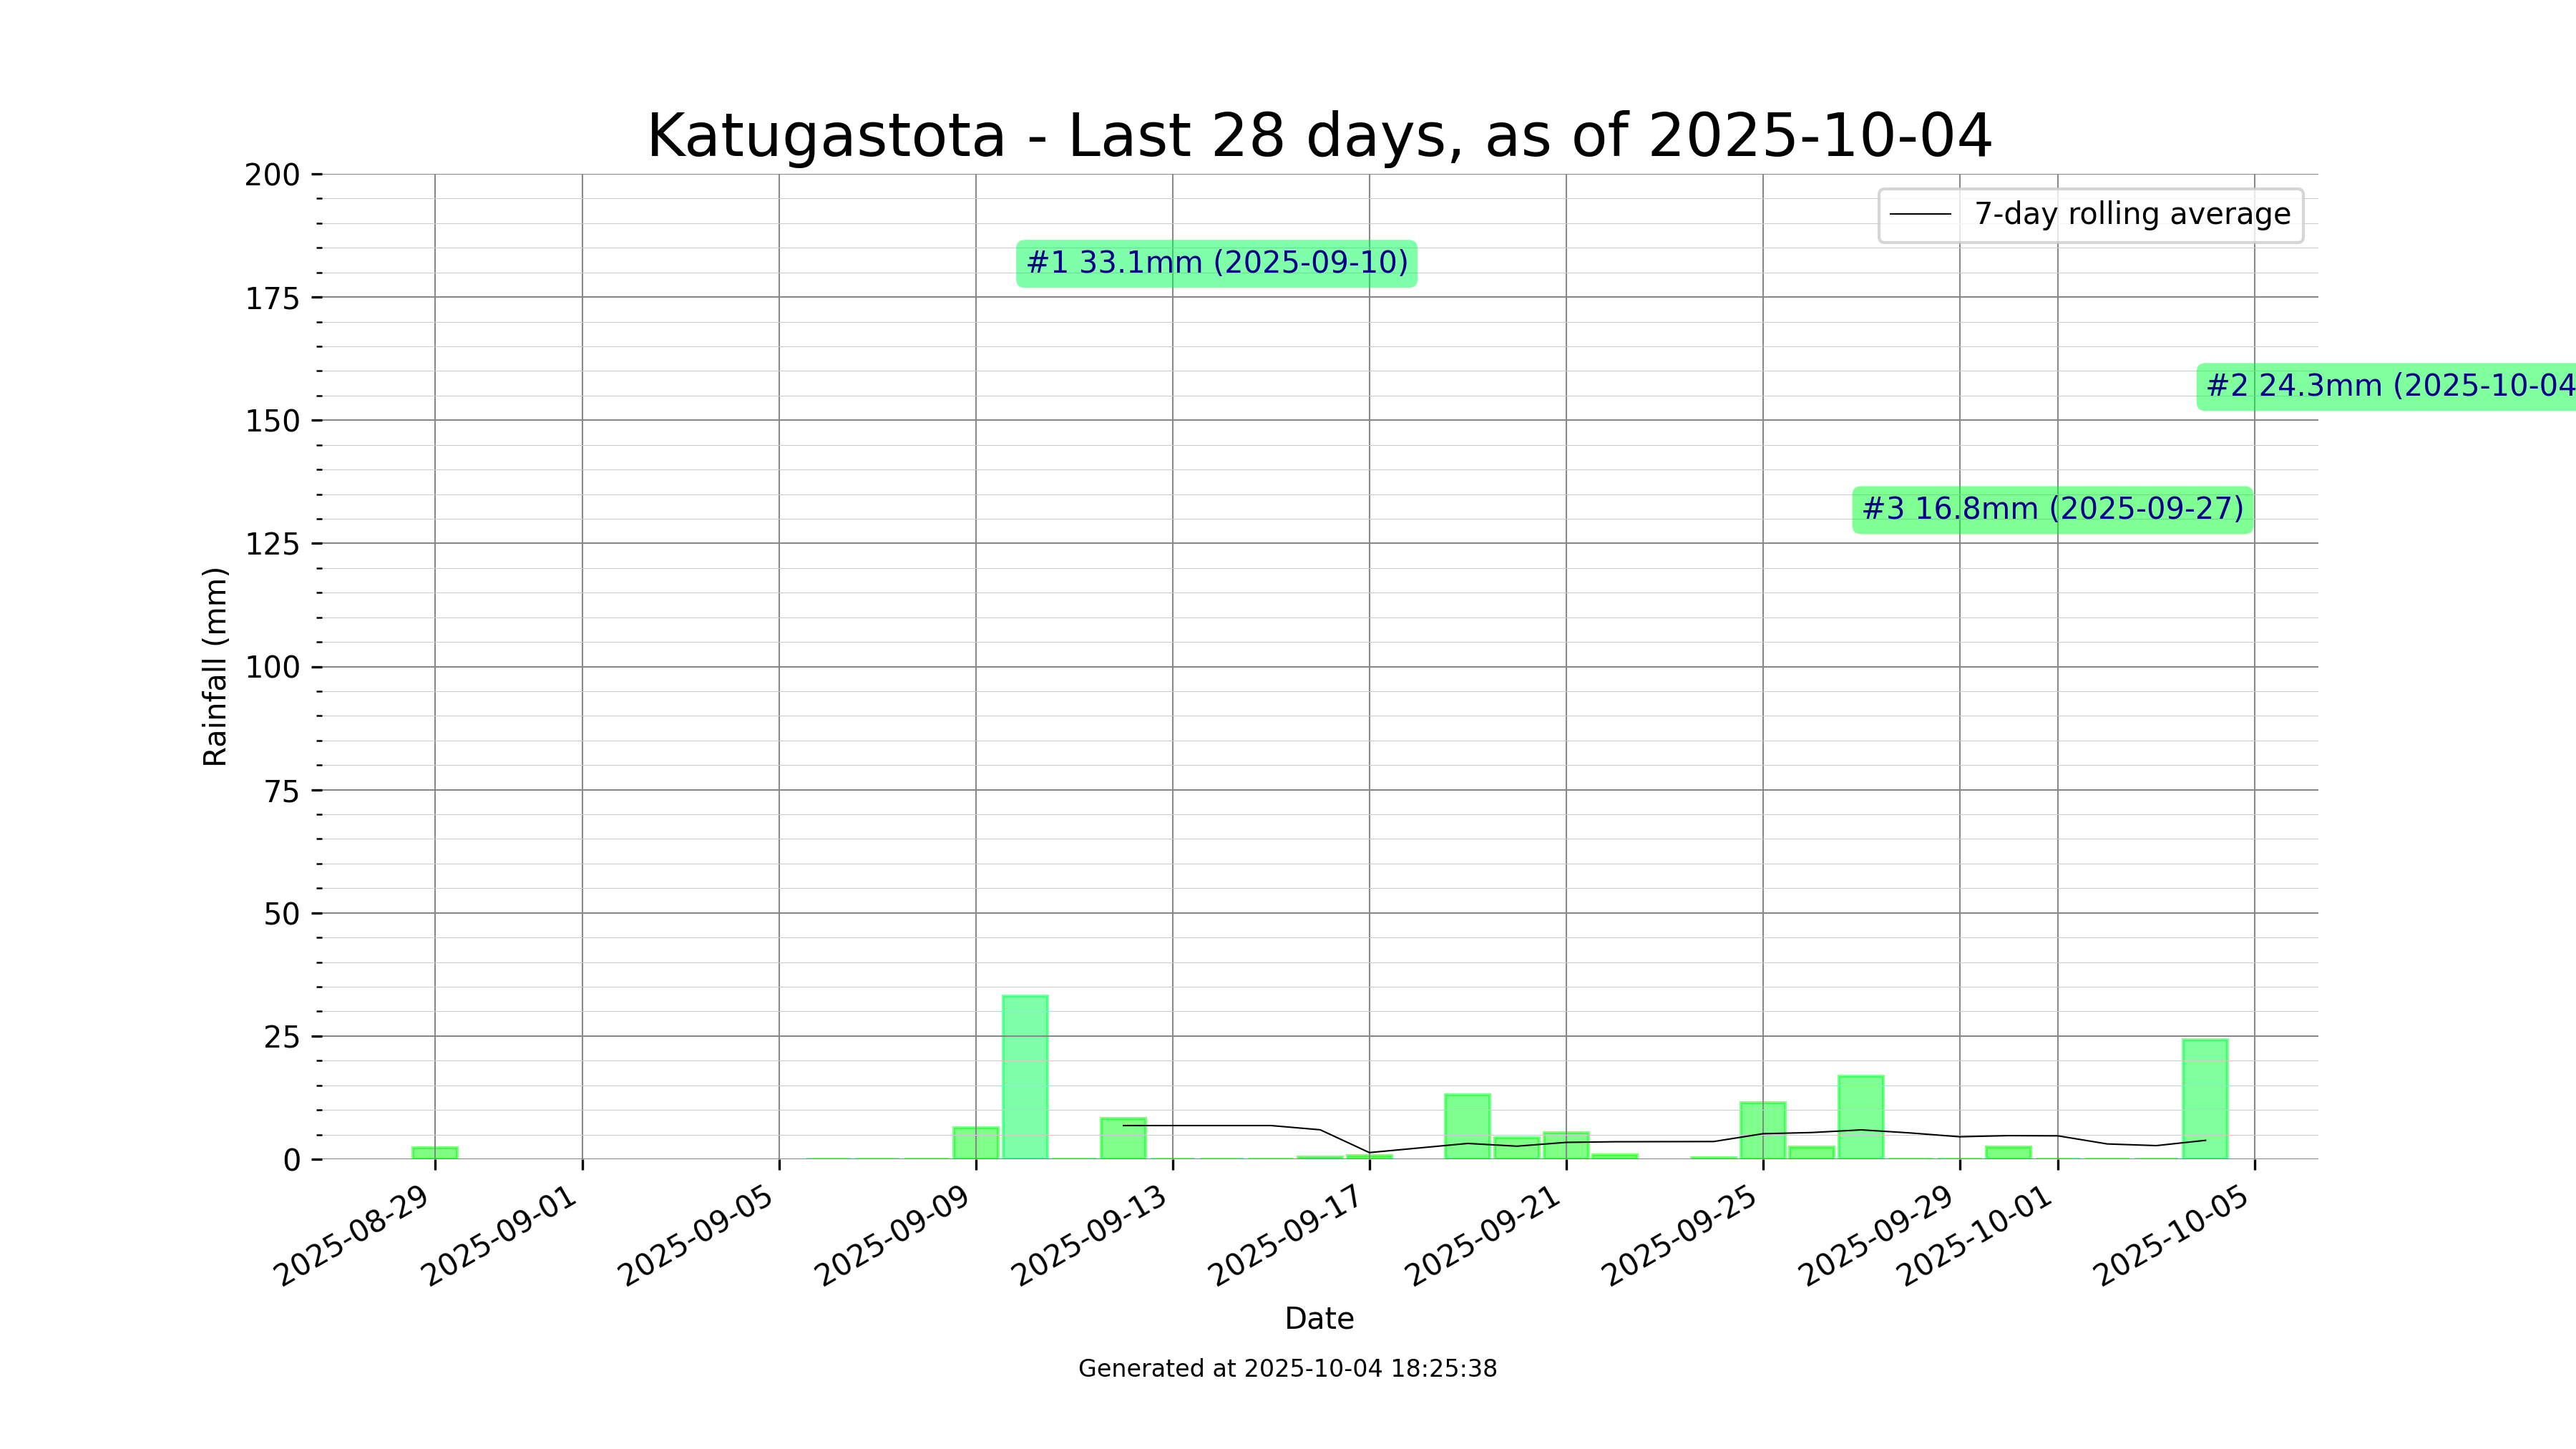 Katugastota - Last 28 days, as of 2025-10-04
7-day rolling average
#1 33.1mm (2025-09-10)
#2 24.3mm (2025-10-04
#3 16.8mm (2025-09-27)
Rainfall (mm)
200
175
150
125
100
75
50
25
0
2025-08-29
2025-09-01
2025-09-05
2025-09-09
2025-09-13
2025-09-17
2025-09-21
2025-09-25
2025-09-29
2025-10-01
2025-10-05
Date
Generated at 2025-10-04 18:25:38